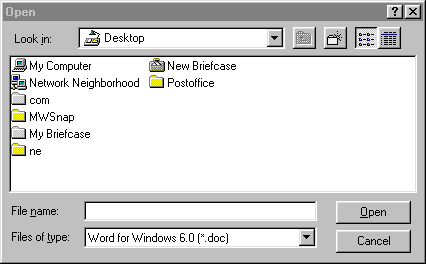 Open
Look in: Desktop
My Computer
Network Neighborhood
com
MWSnap
My Briefcase
ne
New Briefcase
Postoffice
File name:
Open
Files of type: Word for Windows 6.0 (*.doc)
Cancel